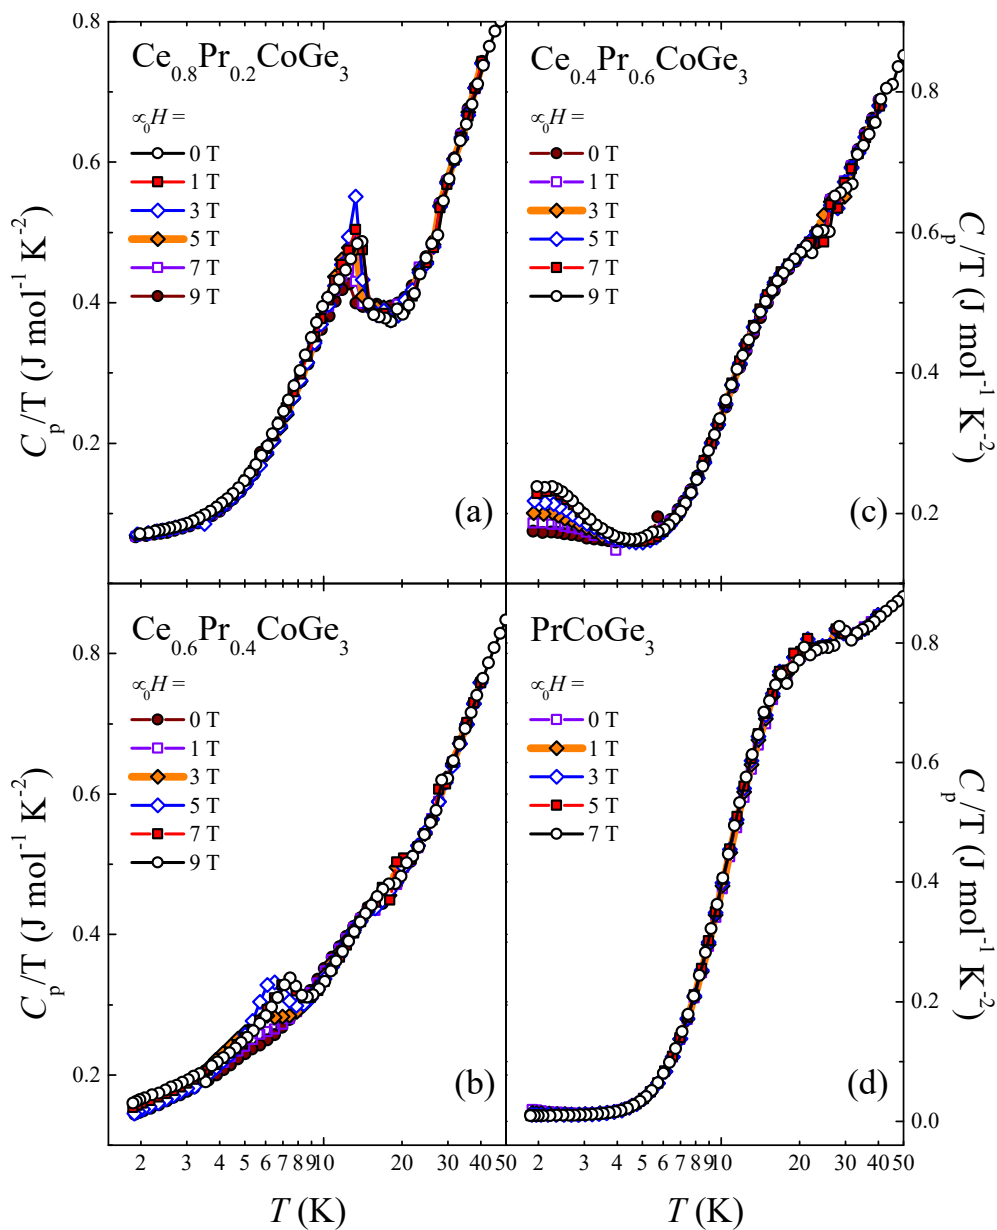 Ce0.8Pr0.2CoGe3
∝0H =
0 T
1 T
3 T
5 T
7 T
9 T
(a)
0.8
0.6
0.4
0.2
Cp/T (J mol-1 K-2)
Ce0.4Pr0.6CoGe3
∝0H =
0 T
1 T
3 T
5 T
7 T
9 T
(c)
0.8
0.6
0.4
0.2
Cp/T (J mol-1 K-2)
Ce0.6Pr0.4CoGe3
∝0H =
0 T
1 T
3 T
5 T
7 T
9 T
(b)
0.8
0.6
0.4
0.2
Cp/T (J mol-1 K-2)
2 3 4 5 6 7 8 9 10 20 30 40
T (K)
PrCoGe3
∝0H =
0 T
1 T
3 T
5 T
7 T
(d)
0.8
0.6
0.4
0.2
0.0
Cp/T (J mol-1 K-2)
2 3 4 5 6 7 8 9 10 20 30 40 50
T (K)